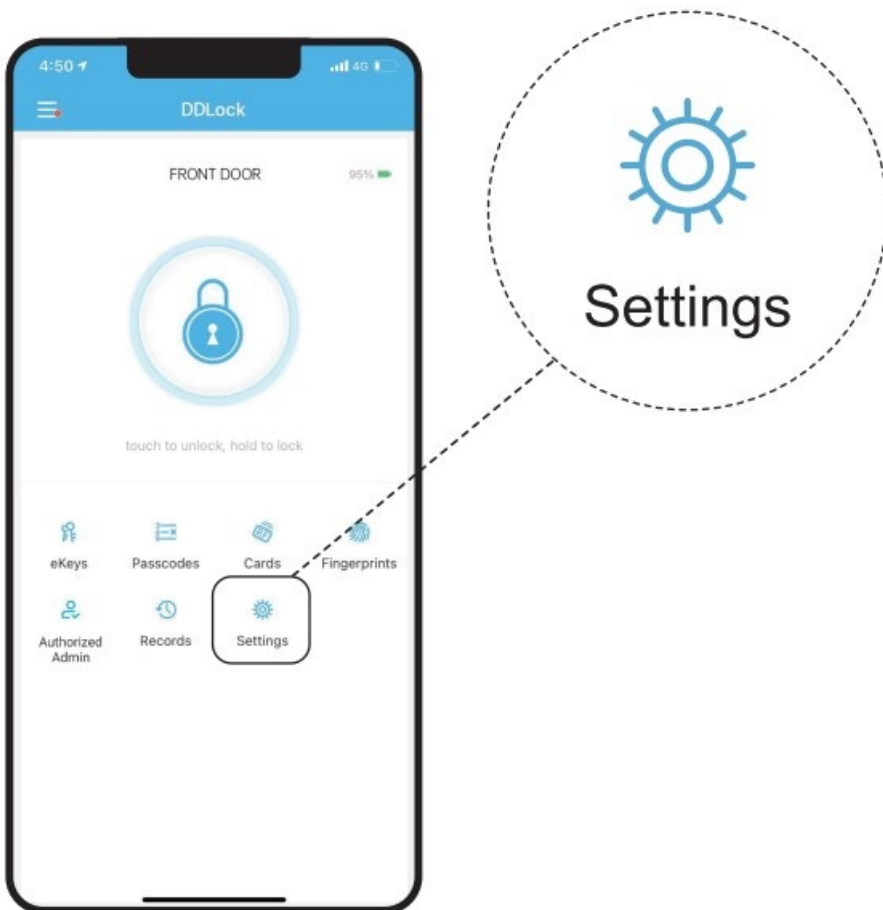 4:50
4G
DDLock
FRONT DOOR
95%
touch to unlock, hold to lock
eKeys
Passcodes
Cards
Fingerprints
Authorized
Admin
Records
Settings
Settings